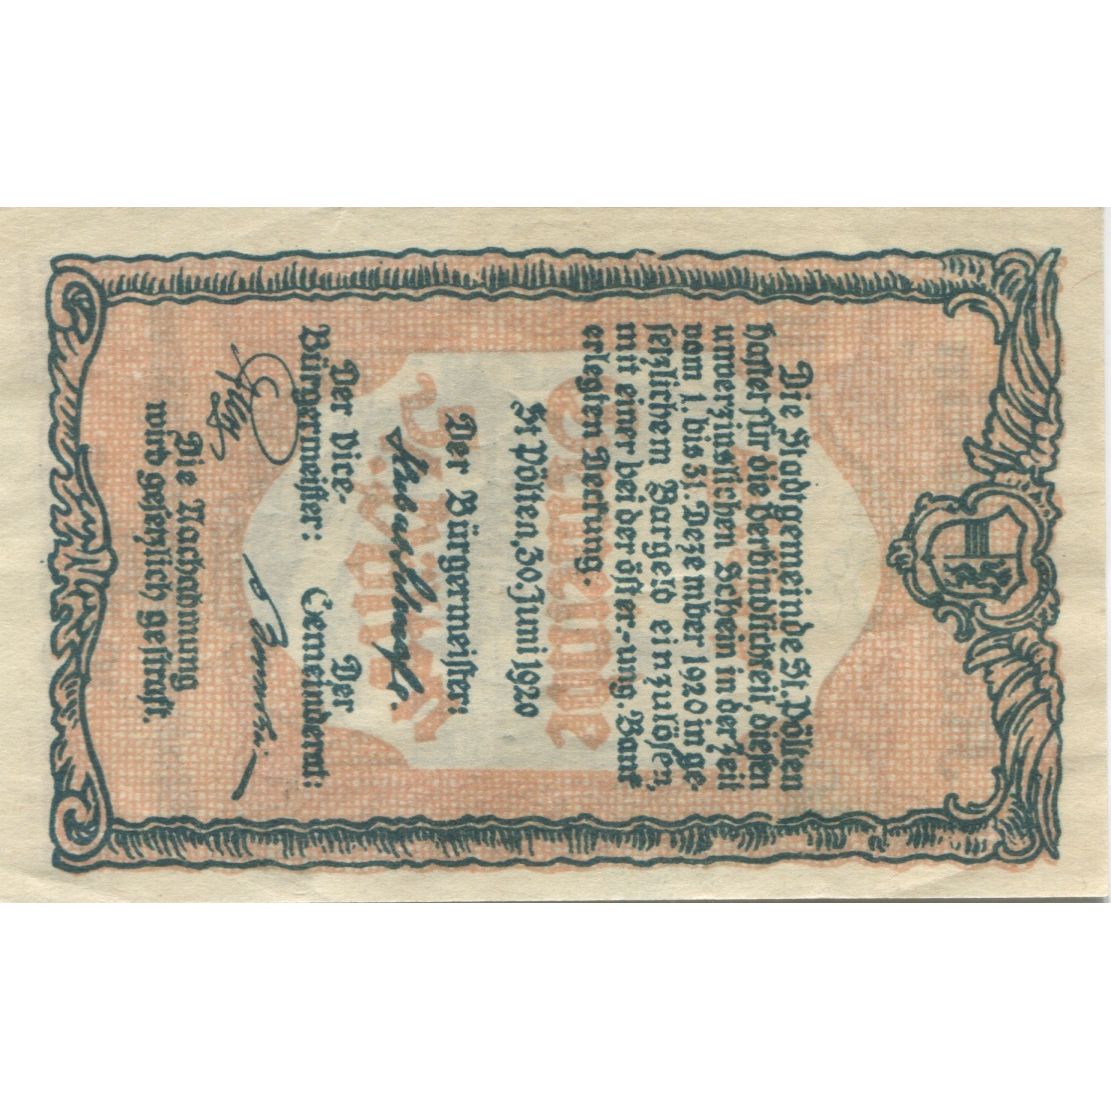 Die Stadtgemeinde St. Pölten
haftet für die Verbindlichkeit diesen
unverzinslichen Schein in der Zeit
vom 1. bis 31. Dezember 1920 in ge-
setzlichem Bargeld einzulösen,
mit einer bei der öster-ung. Bank
erlegten Deckung.
St Pölten, 30. Juni 1920
Der Bürgermeister:
Der Vice-
Bürgermeister:
Der
Gemeinderat:
Die Nachahmung
wird gesetzlich gestraft.